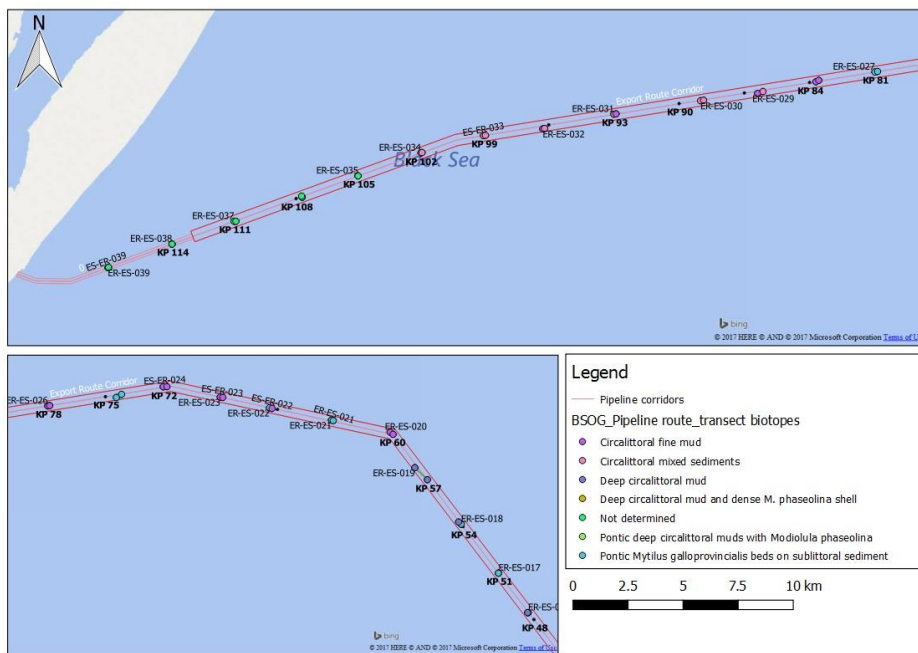 N
ER-ES-027
KP 81
KP 84
Export Route Corridor
ER-ES-029
ER-ES-030
KP 90
ER-ES-031
KP 93
ER-ES-032
ES-ER-033
KP 99
ER-ES-034
KP 102
Black Sea
ER-ES-035
KP 105
KP 108
ER-ES-037
KP 111
ER-ES-038
KP 114
ES-ER-039
ER-ES-039
bing
© 2017 HERE © AND © 2017 Microsoft Corporation Terms of U
Export Route Corridor
ER-ES-026
KP 78
KP 75
ES-ER-024
KP 72
ES-ER-023
ER-ES-023
ES-ER-022
ER-ES-022
ER-ES-021
ER-ES-021
ER-ES-020
KP 60
ER-ES-019
KP 57
ER-ES-018
KP 54
ER-ES-017
KP 51
KP 48
bing
© 2017 HERE © AND © 2017 Microsoft Corporation Terms of Use
Legend
Pipeline corridors
BSOG_Pipeline route_transect biotopes
Circalittoral fine mud
Circalittoral mixed sediments
Deep circalittoral mud
Deep circalittoral mud and dense M. phaseolina shell
Not determined
Pontic deep circalittoral muds with Modiolula phaseolina
Pontic Mytilus galloprovincialis beds on sublittoral sediment
0 2.5 5 7.5 10 km